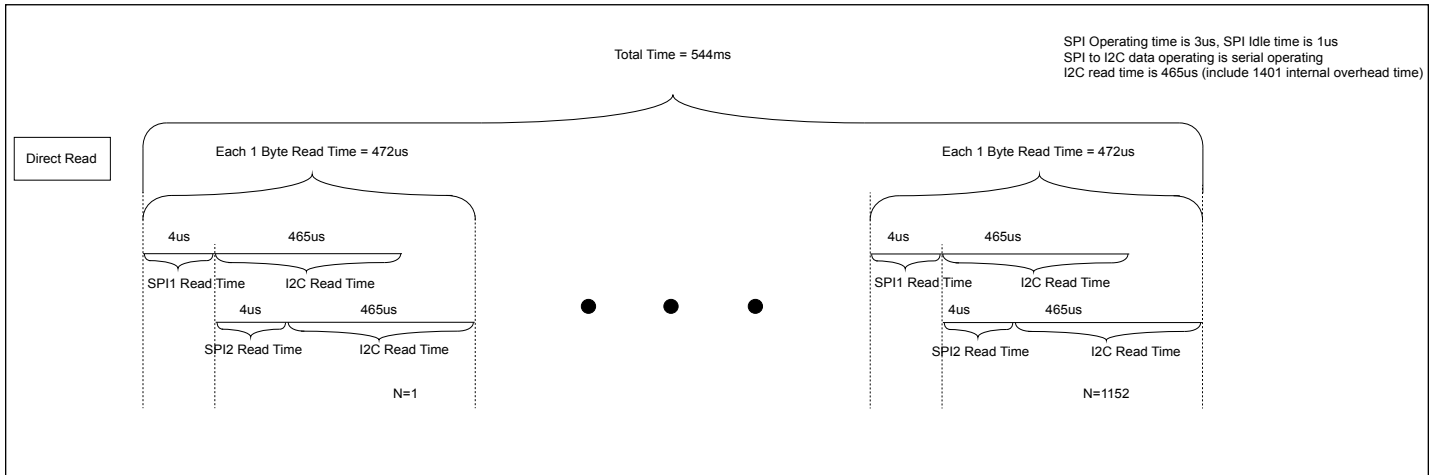 SPI Operating time is 3us, SPI Idle time is 1us
SPI to I2C data operating is serial operating
I2C read time is 465us (include 1401 internal overhead time)
Total Time = 544ms
Direct Read
Each 1 Byte Read Time = 472us
Each 1 Byte Read Time = 472us
4us
465us
4us
465us
SPI1 Read Time
I2C Read Time
SPI1 Read Time
I2C Read Time
4us
465us
4us
465us
SPI2 Read Time
I2C Read Time
SPI2 Read Time
I2C Read Time
N=1
N=1152